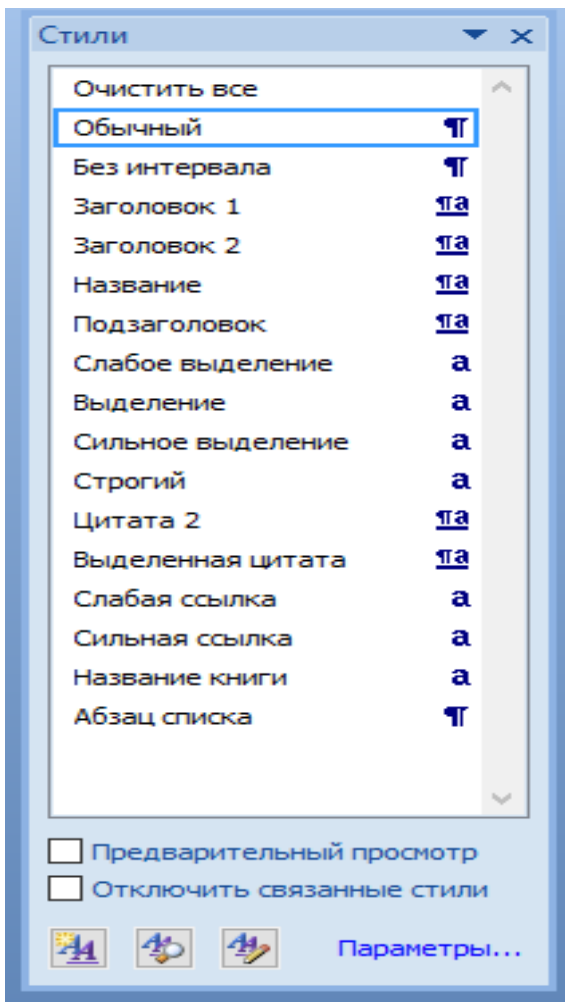 Стили
Очистить все
Обычный ¶
Без интервала ¶
Заголовок 1 ¶a
Заголовок 2 ¶a
Название ¶a
Подзаголовок ¶a
Слабое выделение a
Выделение a
Сильное выделение a
Строгий a
Цитата 2 ¶a
Выделенная цитата ¶a
Слабая ссылка a
Сильная ссылка a
Название книги a
Абзац списка ¶
Предварительный просмотр
Отключить связанные стили
Параметры...